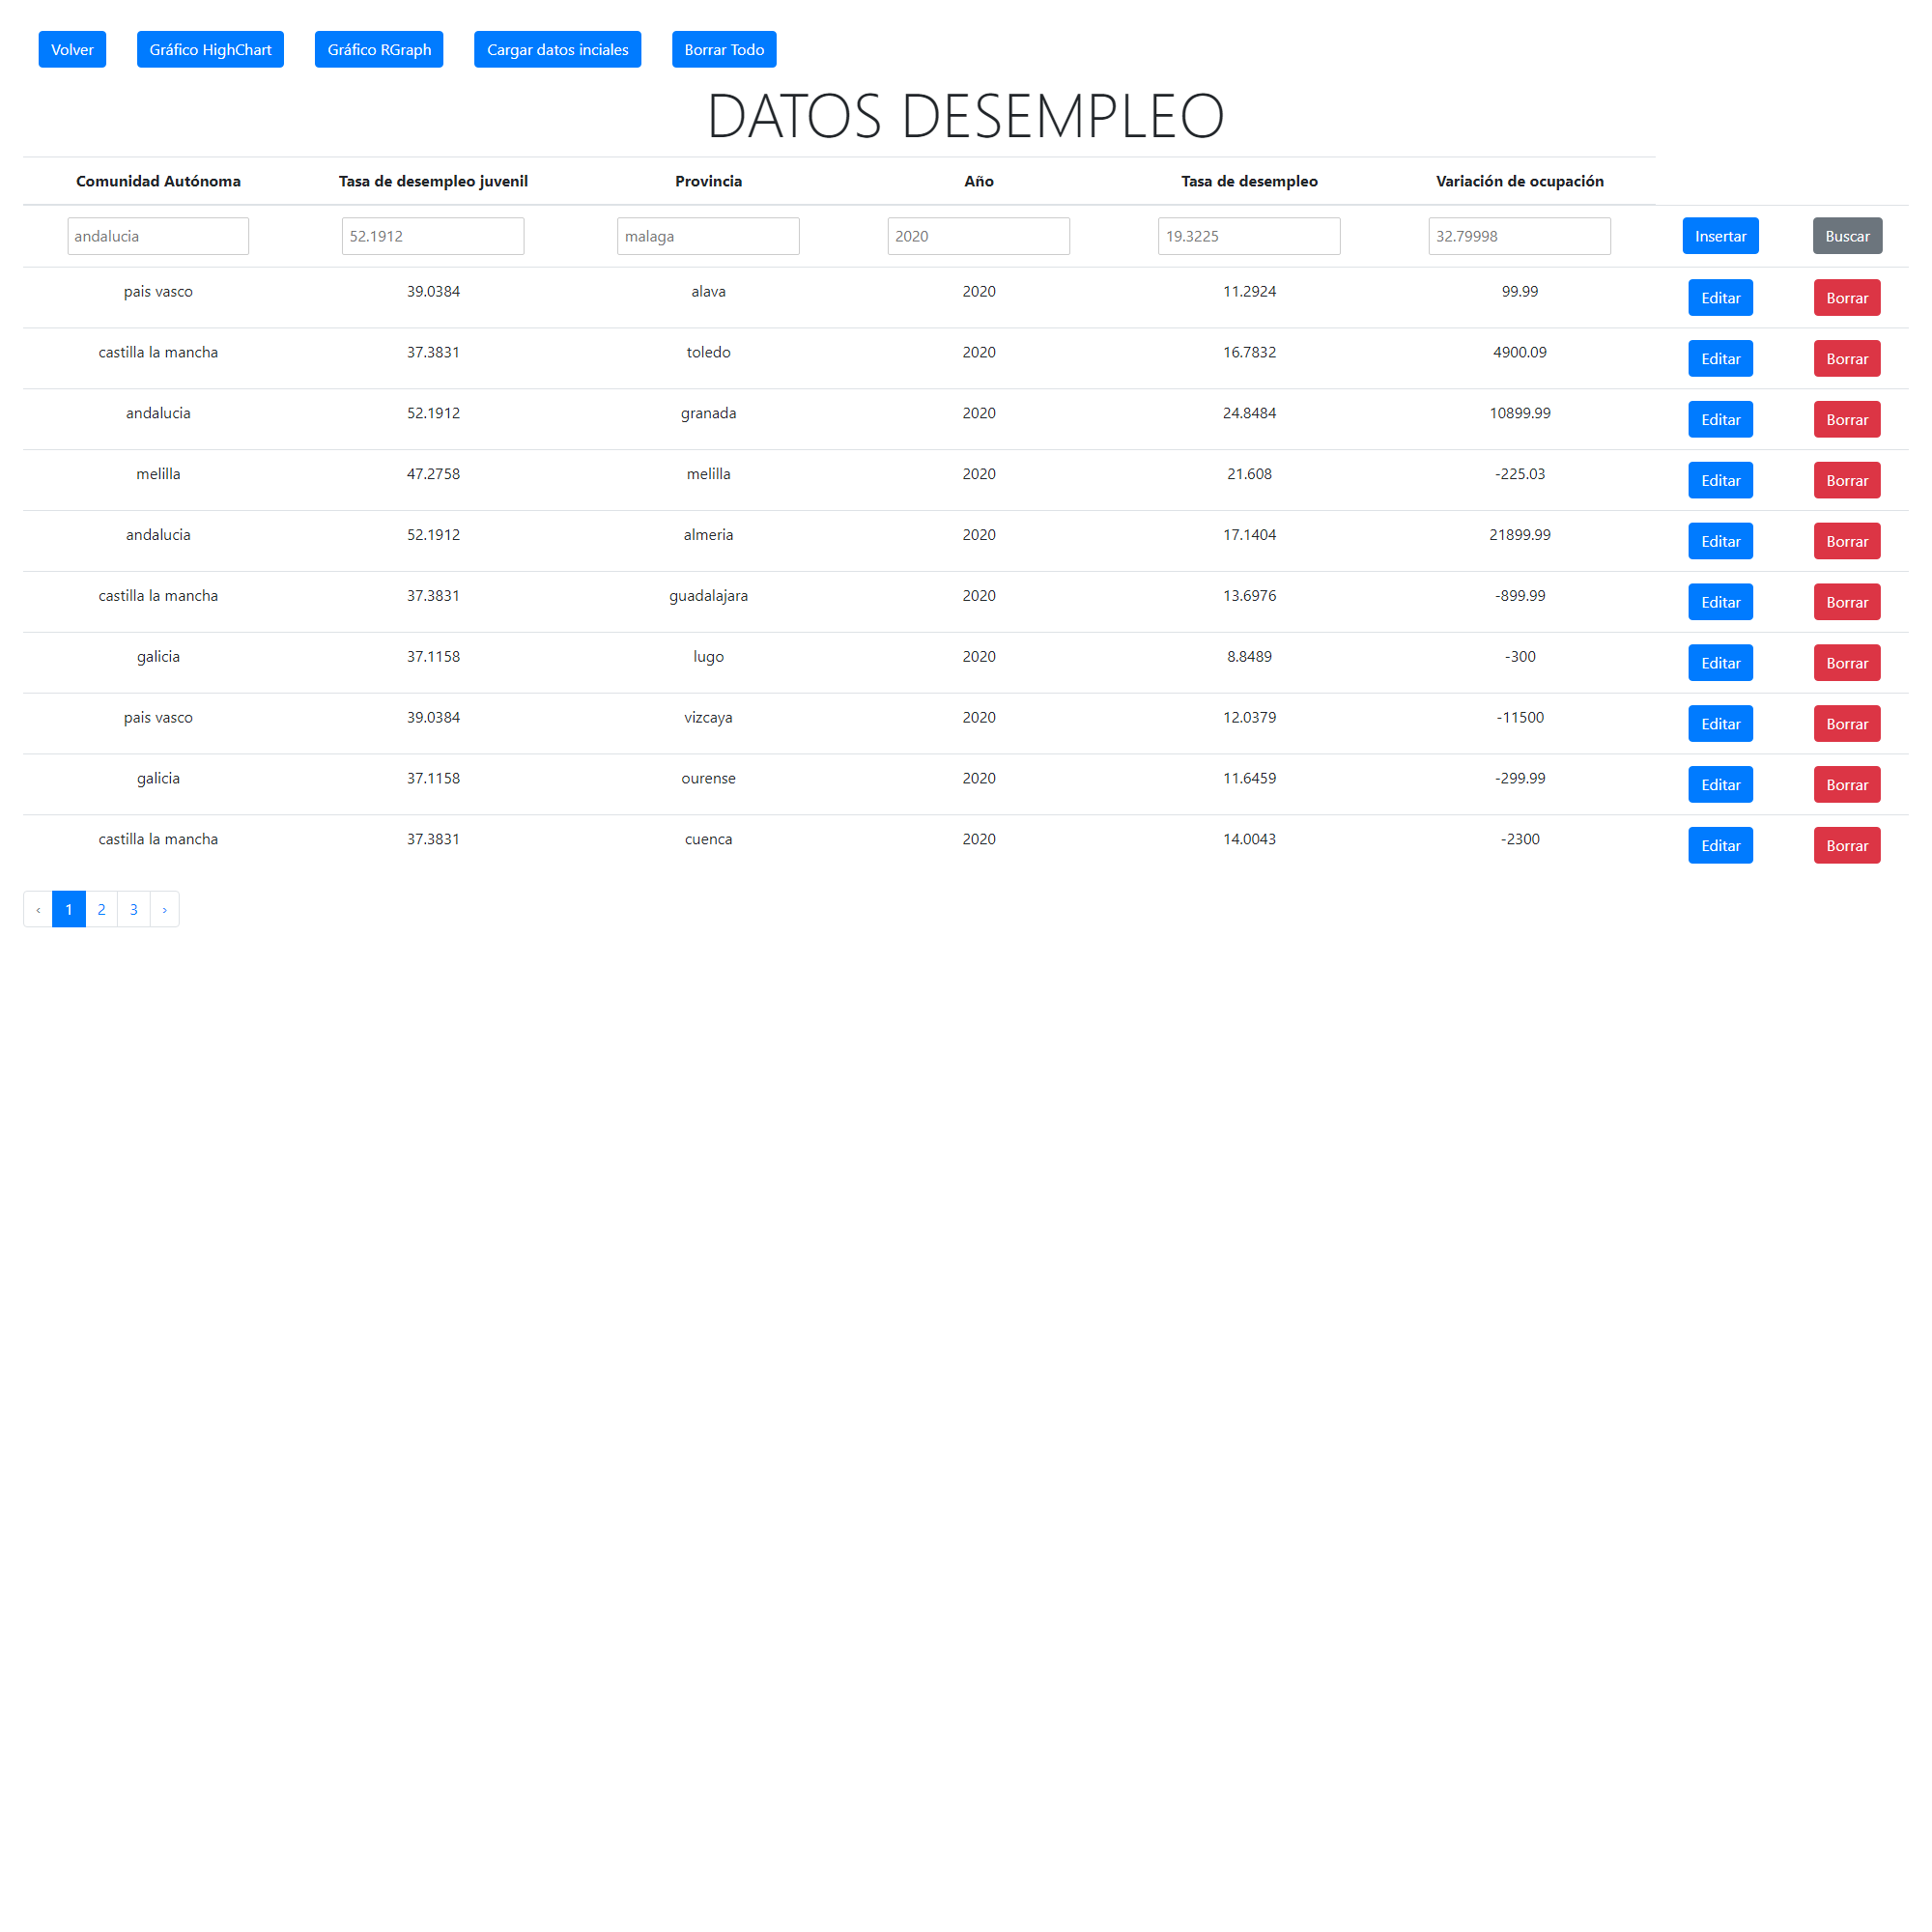 Volver Gráfico HighChart Gráfico RGraph Cargar datos inciales Borrar Todo
DATOS DESEMPLEO
Comunidad Autónoma Tasa de desempleo juvenil Provincia Año Tasa de desempleo Variación de ocupación
andalucia 52.1912 malaga 2020 19.3225 32.79998 Insertar Buscar
pais vasco 39.0384 alava 2020 11.2924 99.99 Editar Borrar
castilla la mancha 37.3831 toledo 2020 16.7832 4900.09 Editar Borrar
andalucia 52.1912 granada 2020 24.8484 10899.99 Editar Borrar
melilla 47.2758 melilla 2020 21.608 -225.03 Editar Borrar
andalucia 52.1912 almeria 2020 17.1404 21899.99 Editar Borrar
castilla la mancha 37.3831 guadalajara 2020 13.6976 -899.99 Editar Borrar
galicia 37.1158 lugo 2020 8.8489 -300 Editar Borrar
pais vasco 39.0384 vizcaya 2020 12.0379 -11500 Editar Borrar
galicia 37.1158 ourense 2020 11.6459 -299.99 Editar Borrar
castilla la mancha 37.3831 cuenca 2020 14.0043 -2300 Editar Borrar
‹ 1 2 3 ›